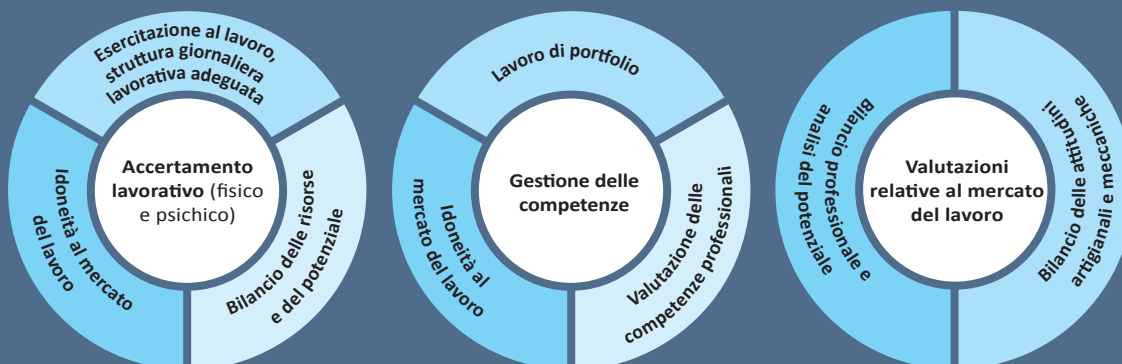 Esercitazione al lavoro,
struttura giornaliera
lavorativa adeguata
Accertamento
lavorativo (fisico
e psichico)
Idoneità al mercato
del lavoro
Bilancio delle risorse
e del potenziale
Lavoro di portfolio
Gestione delle
competenze
Idoneità al
mercato del lavoro
Valutazione delle
competenze professionali
Bilancio professionale e
analisi del potenziale
Valutazioni
relative al mercato
del lavoro
Bilancio delle attitudini
artigianali e meccaniche